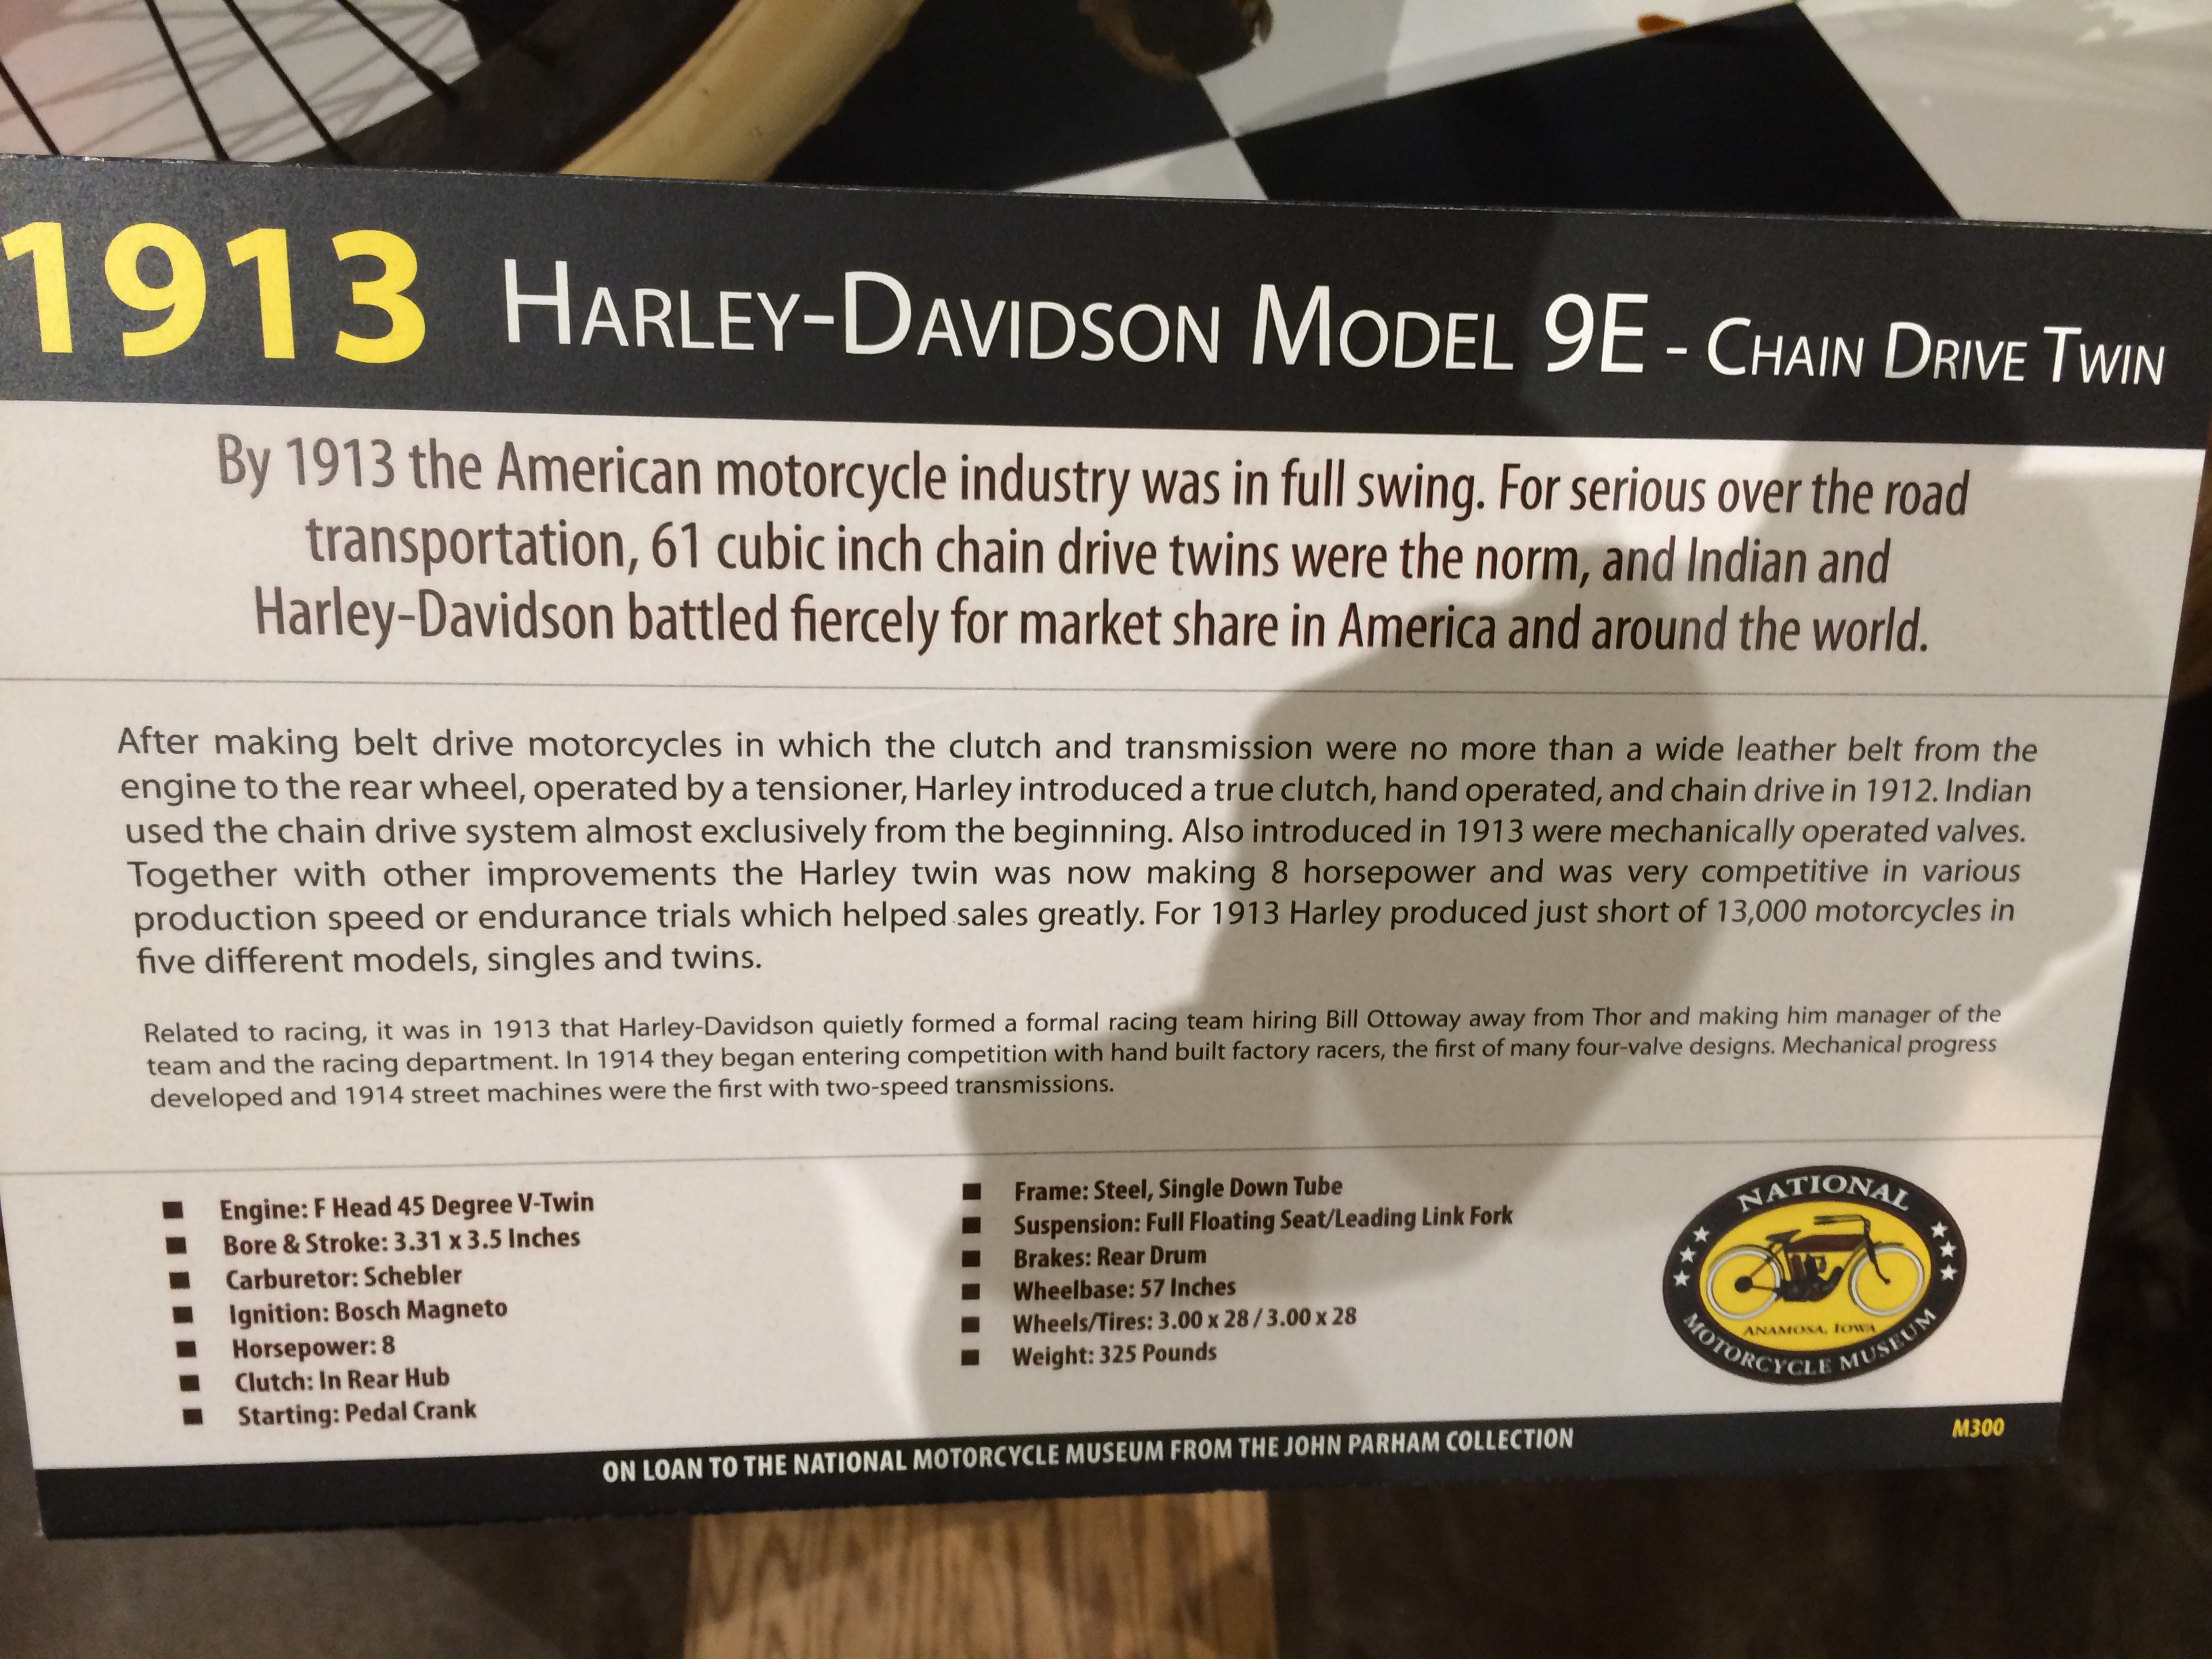 1913 Harley-Davidson Model 9E - Chain Drive Twin
By 1913 the American motorcycle industry was in full swing. For serious over the road
transportation, 61 cubic inch chain drive twins were the norm, and Indian and
Harley-Davidson battled fiercely for market share in America and around the world.
After making belt drive motorcycles in which the clutch and transmission were no more than a wide leather belt from the
engine to the rear wheel, operated by a tensioner, Harley introduced a true clutch, hand operated, and chain drive in 1912. Indian
used the chain drive system almost exclusively from the beginning. Also introduced in 1913 were mechanically operated valves.
Together with other improvements the Harley twin was now making 8 horsepower and was very competitive in various
production speed or endurance trials which helped sales greatly. For 1913 Harley produced just short of 13,000 motorcycles in
five different models, singles and twins.
Related to racing, it was in 1913 that Harley-Davidson quietly formed a formal racing team hiring Bill Ottoway away from Thor and making him manager of the
team and the racing department. In 1914 they began entering competition with hand built factory racers, the first of many four-valve designs. Mechanical progress
developed and 1914 street machines were the first with two-speed transmissions.
■ Engine: F Head 45 Degree V-Twin
■ Bore & Stroke: 3.31 x 3.5 Inches
■ Carburetor: Schebler
■ Ignition: Bosch Magneto
■ Horsepower: 8
■ Clutch: In Rear Hub
■ Starting: Pedal Crank
■ Frame: Steel, Single Down Tube
■ Suspension: Full Floating Seat/Leading Link Fork
■ Brakes: Rear Drum
■ Wheelbase: 57 Inches
■ Wheels/Tires: 3.00 x 28 / 3.00 x 28
■ Weight: 325 Pounds
NATIONAL
ANAMOSA, IOWA
MOTORCYCLE MUSEUM
M300
ON LOAN TO THE NATIONAL MOTORCYCLE MUSEUM FROM THE JOHN PARHAM COLLECTION